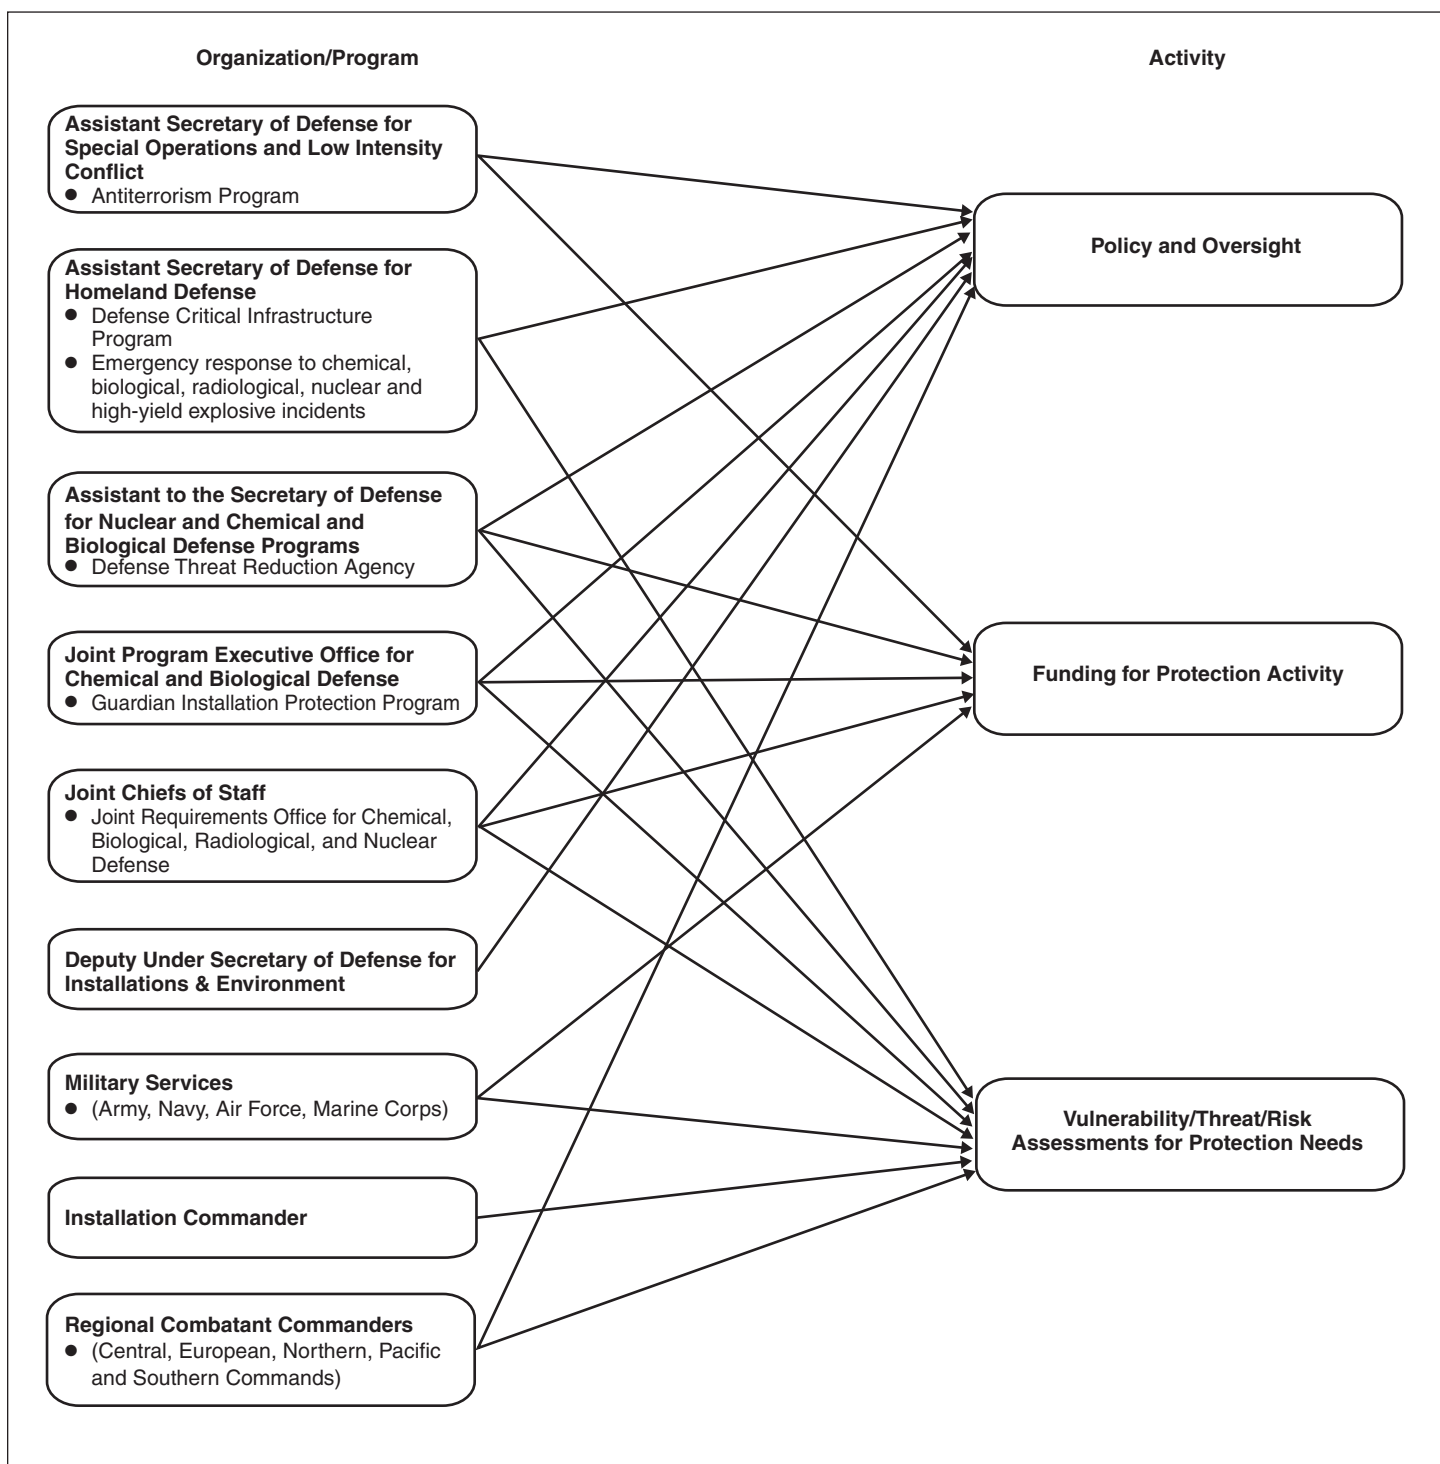 Organization/Program
Activity
Assistant Secretary of Defense for
Special Operations and Low Intensity
Conflict
● Antiterrorism Program
Assistant Secretary of Defense for
Homeland Defense
● Defense Critical Infrastructure
Program
● Emergency response to chemical,
biological, radiological, nuclear and
high-yield explosive incidents
Assistant to the Secretary of Defense
for Nuclear and Chemical and
Biological Defense Programs
● Defense Threat Reduction Agency
Joint Program Executive Office for
Chemical and Biological Defense
● Guardian Installation Protection Program
Joint Chiefs of Staff
● Joint Requirements Office for Chemical,
Biological, Radiological, and Nuclear
Defense
Deputy Under Secretary of Defense for
Installations & Environment
Military Services
● (Army, Navy, Air Force, Marine Corps)
Installation Commander
Regional Combatant Commanders
● (Central, European, Northern, Pacific
and Southern Commands)
Policy and Oversight
Funding for Protection Activity
Vulnerability/Threat/Risk
Assessments for Protection Needs